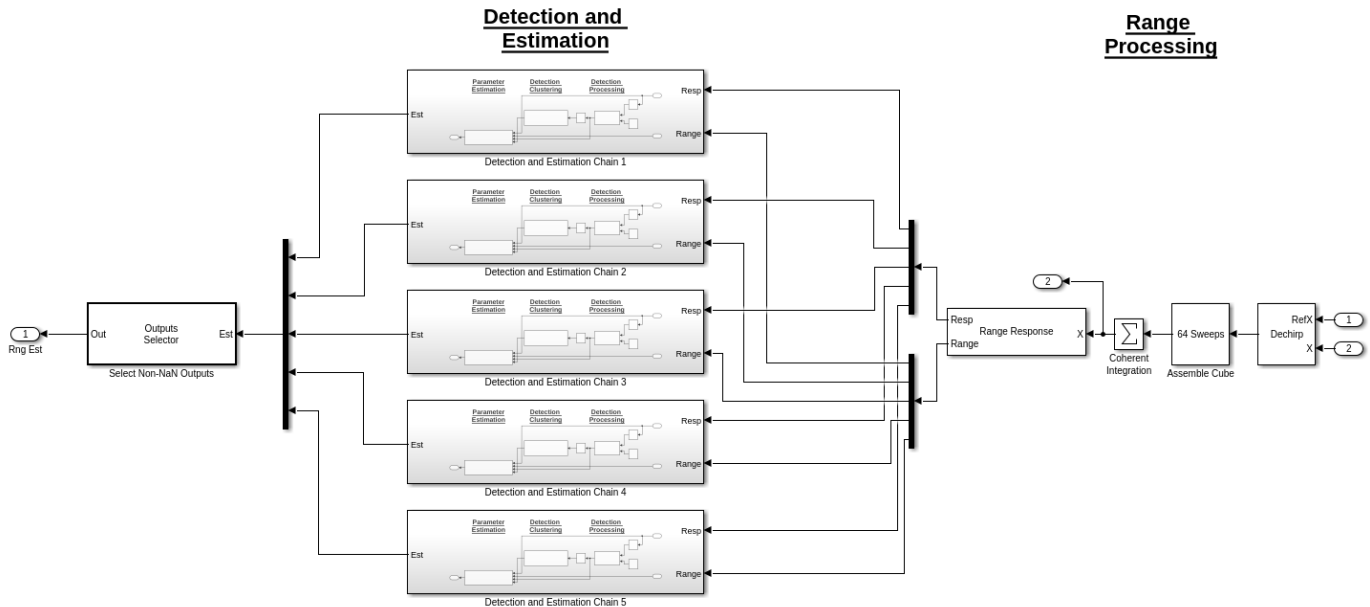 Detection and
Estimation
Range
Processing
Parameter
Estimation
Detection
Clustering
Detection
Processing
Resp
Est
Range
Detection and Estimation Chain 1
Parameter
Estimation
Detection
Clustering
Detection
Processing
Resp
Est
Range
Detection and Estimation Chain 2
Parameter
Estimation
Detection
Clustering
Detection
Processing
Resp
Est
Range
Detection and Estimation Chain 3
Parameter
Estimation
Detection
Clustering
Detection
Processing
Resp
Est
Range
Detection and Estimation Chain 4
Parameter
Estimation
Detection
Clustering
Detection
Processing
Resp
Est
Range
Detection and Estimation Chain 5
1
Rng Est
Out
Outputs
Selector
Est
Select Non-NaN Outputs
Resp
Range
Range Response
X
2
Σ
Coherent
Integration
64 Sweeps
Assemble Cube
RefX
Dechirp
X
1
2